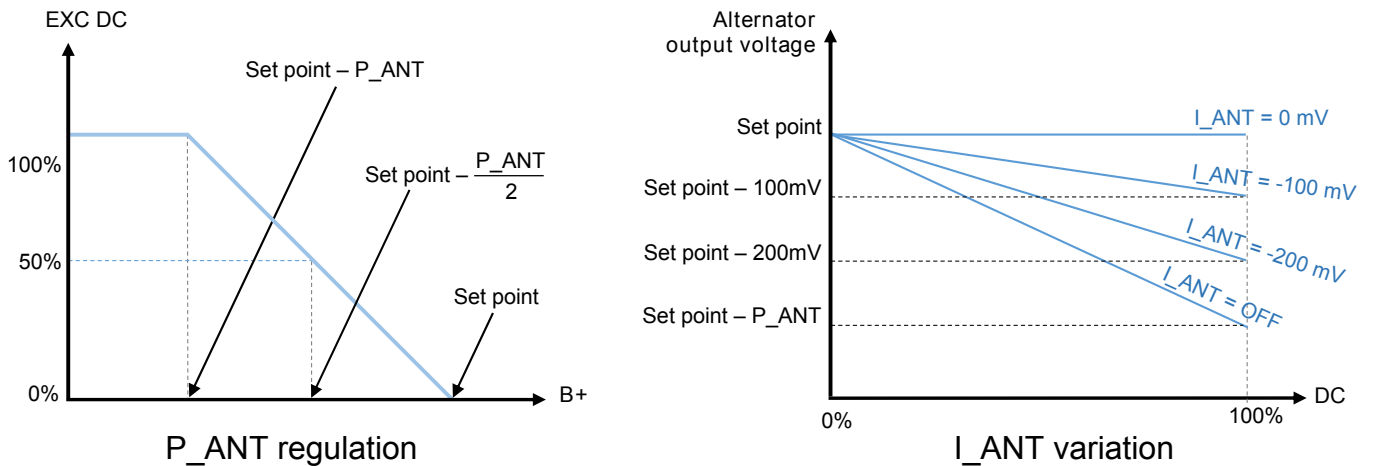 EXC DC
Set point – P_ANT
100%
Set point – P_ANT
2
50%
Set point
0%
B+
P_ANT regulation
Alternator
output voltage
I_ANT = 0 mV
Set point
I_ANT = -100 mV
Set point – 100mV
I_ANT = -200 mV
Set point – 200mV
I_ANT = OFF
Set point – P_ANT
DC
0%
100%
I_ANT variation